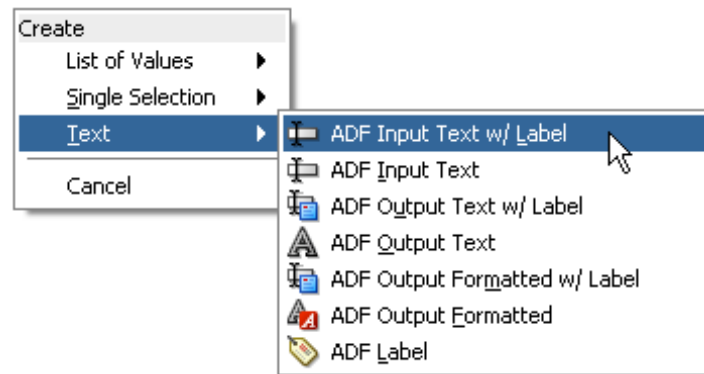 Create
List of Values
Single Selection
Text
Cancel
ADF Input Text w/ Label
ADF Input Text
ADF Output Text w/ Label
ADF Output Text
ADF Output Formatted w/ Label
ADF Output Formatted
ADF Label